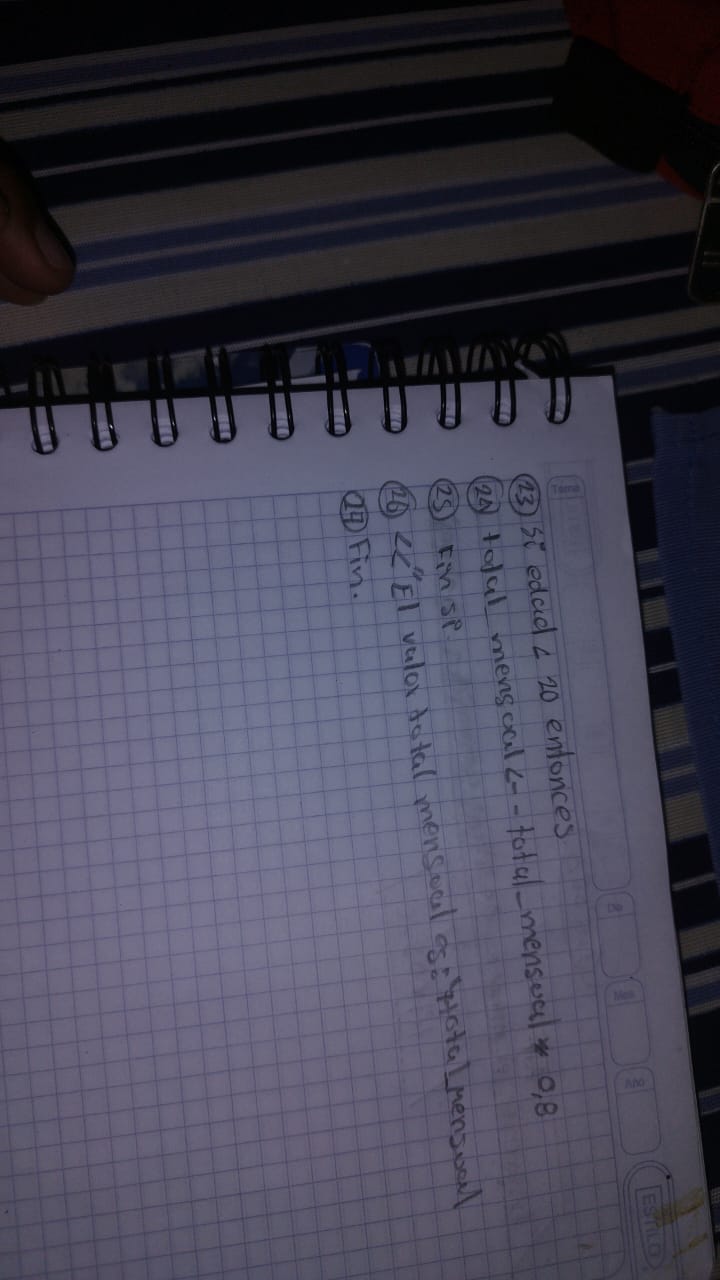 Tema
Día
Mes
Año
ESTILO
23 Si edad < 20 entonces
24 total_mensual <-- total_mensual * 0,8
25 Fin si
26 << "El valor total mensual es: "total_mensual
27 Fin.